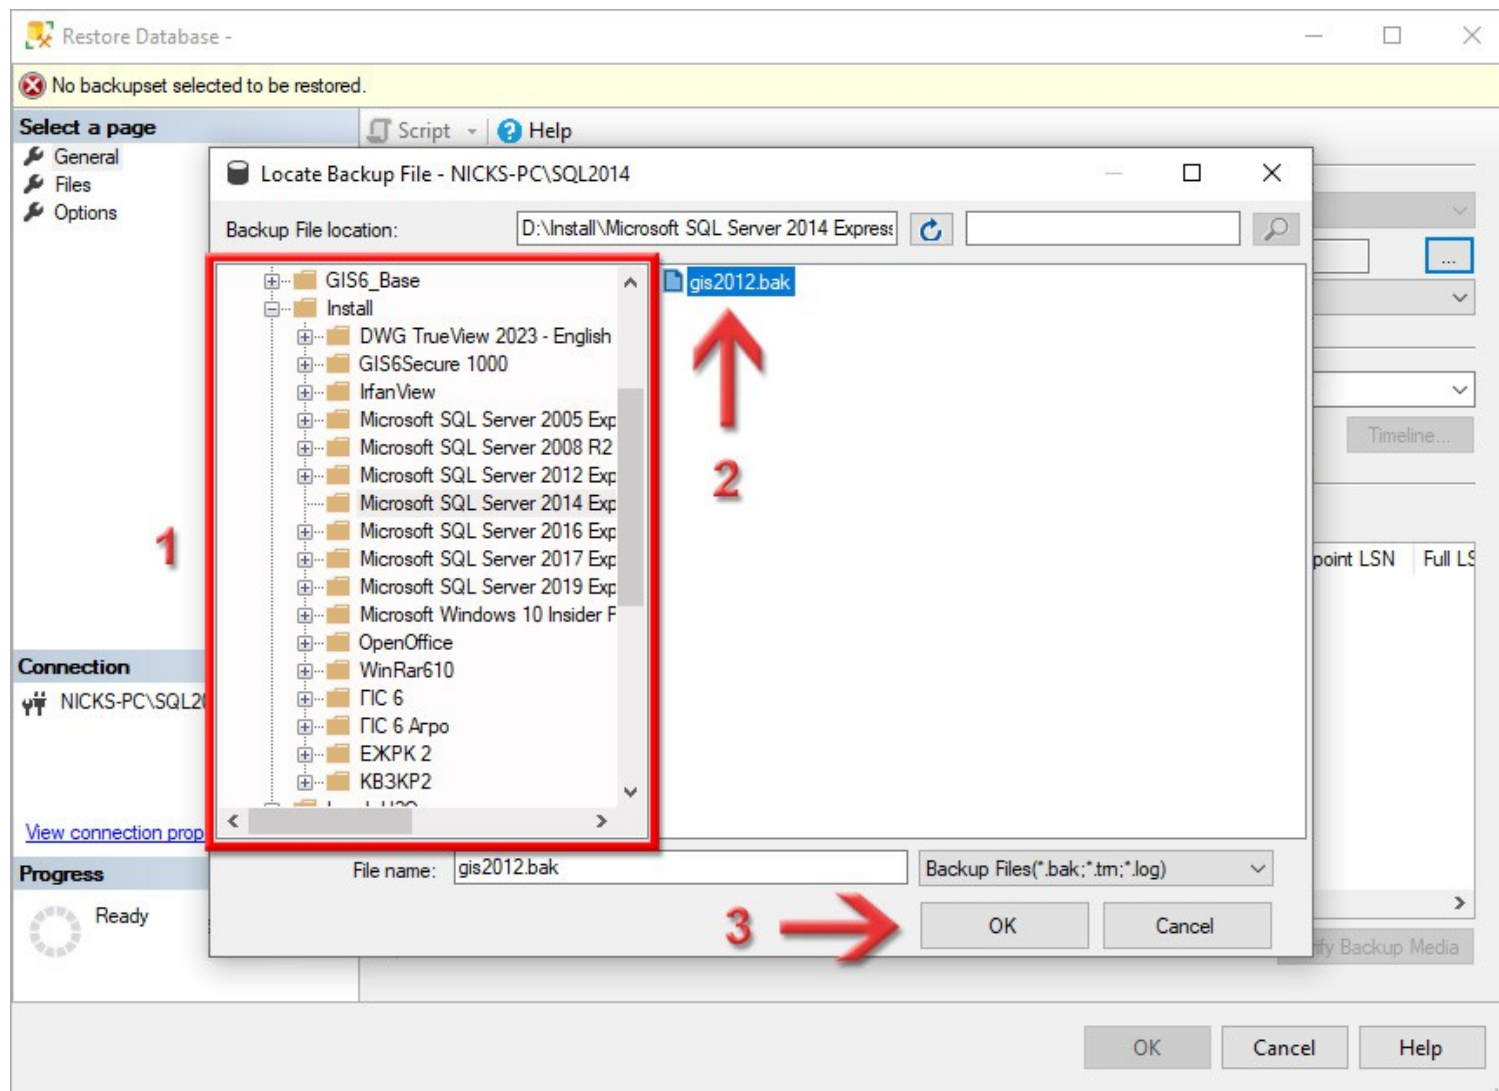 Restore Database -
No backupset selected to be restored.
Select a page
Script
Help
General
Files
Options
Locate Backup File - NICKS-PC\SQL2014
Backup File location:
D:\Install\Microsoft SQL Server 2014 Express
...
GIS6_Base
Install
DWG TrueView 2023 - English
GIS6Secure 1000
IrfanView
Microsoft SQL Server 2005 Exp
Microsoft SQL Server 2008 R2
Microsoft SQL Server 2012 Exp
Microsoft SQL Server 2014 Exp
Microsoft SQL Server 2016 Exp
Microsoft SQL Server 2017 Exp
Microsoft SQL Server 2019 Exp
Microsoft Windows 10 Insider P
OpenOffice
WinRar610
ГІС 6
ГІС 6 Агро
ЕЖРК 2
КВЗКР2
gis2012.bak
1
2
Timeline...
point LSN
Full LS
Connection
NICKS-PC\SQL20
View connection prop
Progress
Ready
File name:
gis2012.bak
Backup Files(*.bak;*.trn;*.log)
3
OK
Cancel
ify Backup Media
OK
Cancel
Help